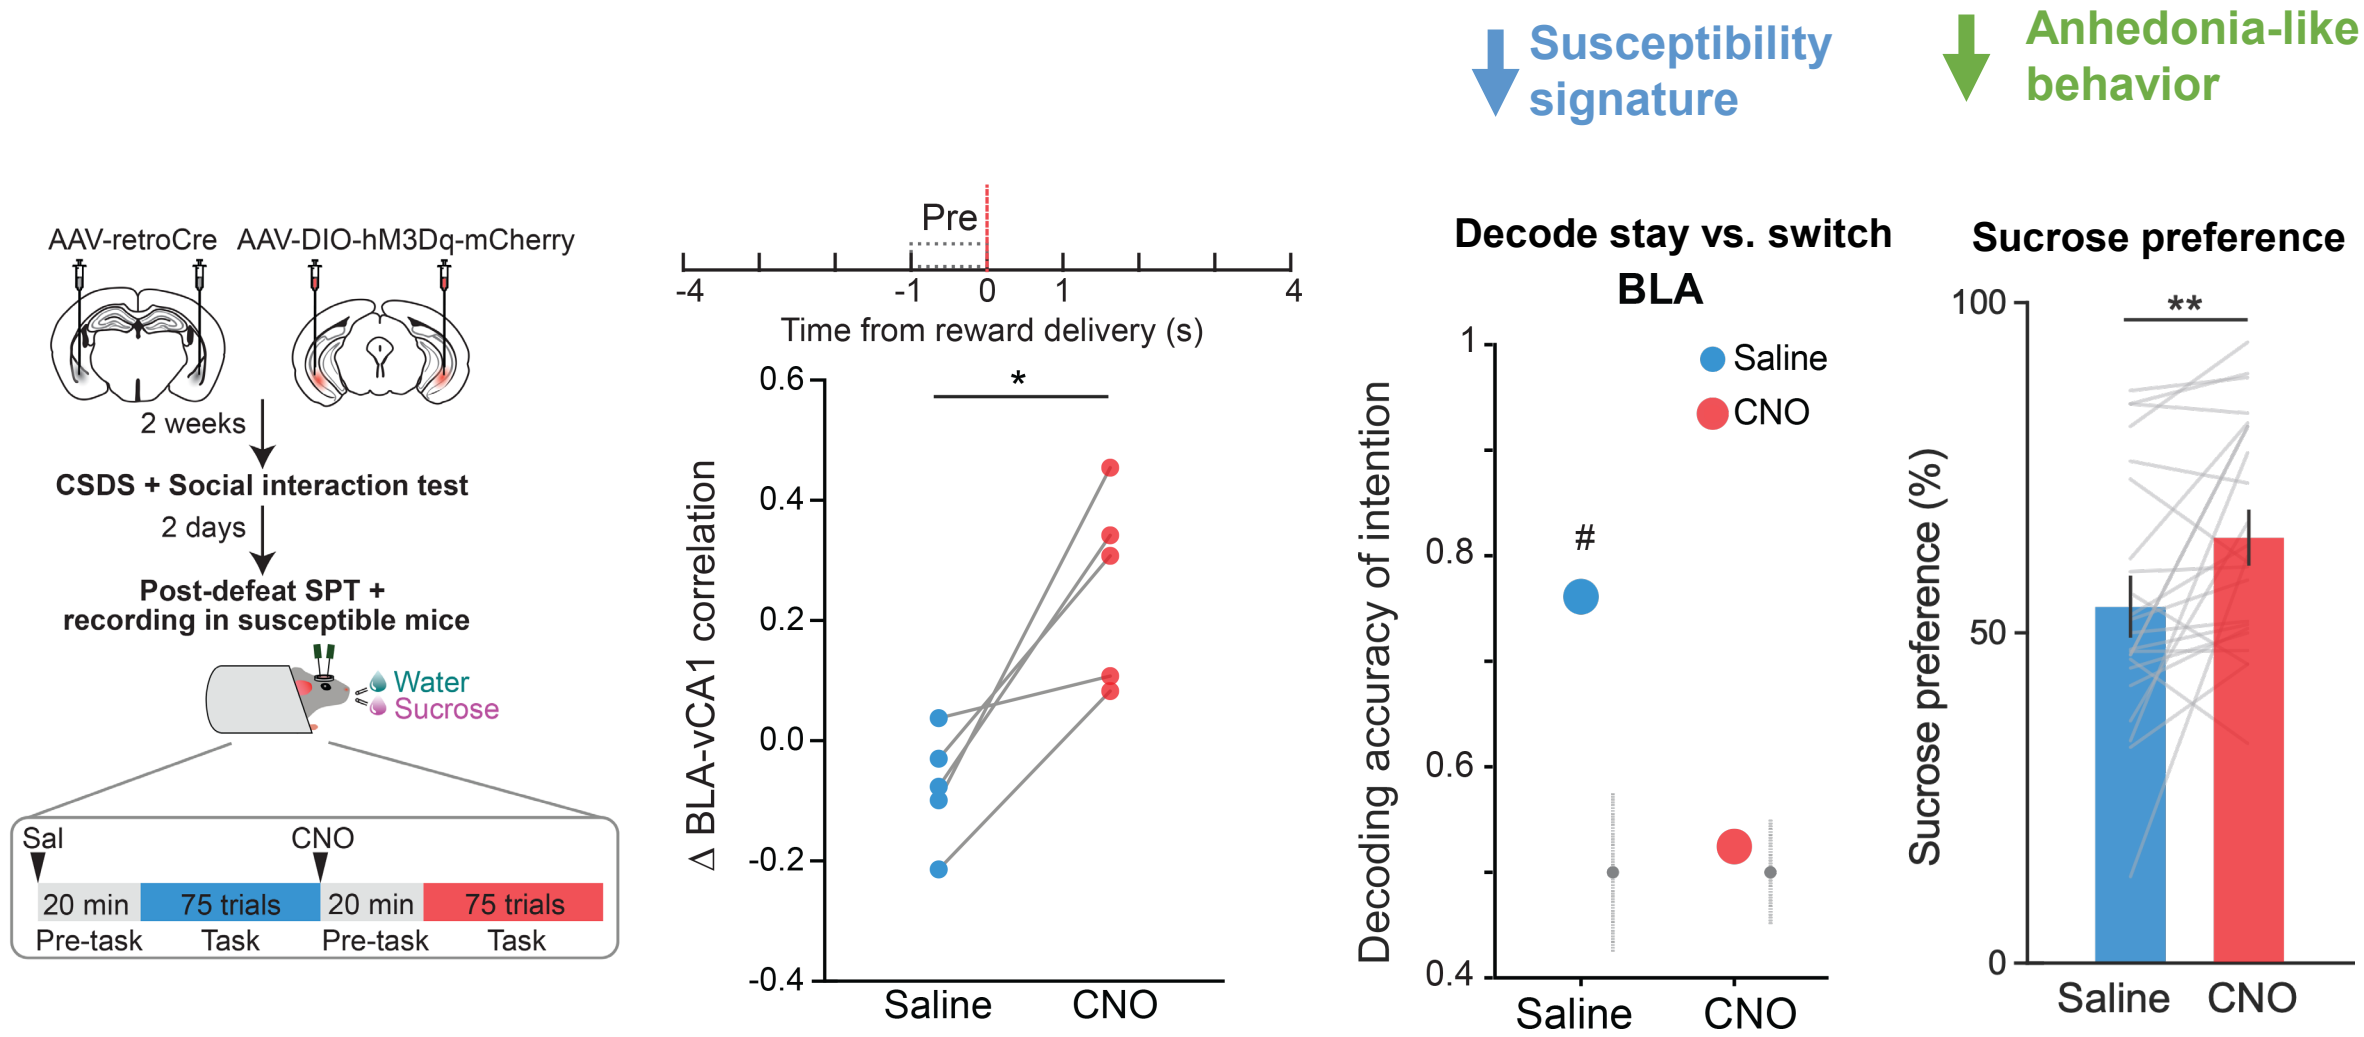 Susceptibility
signature
Anhedonia-like
behavior
AAV-retroCre
AAV-DIO-hM3Dq-mCherry
2 weeks
CSDS + Social interaction test
2 days
Post-defeat SPT +
recording in susceptible mice
Water
Sucrose
Sal
CNO
20 min
75 trials
20 min
75 trials
Pre-task
Task
Pre-task
Task
Pre
-4
-1
0
1
4
Time from reward delivery (s)
*
Δ BLA-vCA1 correlation
0.6
0.4
0.2
0.0
-0.2
-0.4
Saline
CNO
Decode stay vs. switch
BLA
Decoding accuracy of intention
1
0.8
0.6
0.4
Saline
CNO
#
Saline
CNO
Sucrose preference
**
Sucrose preference (%)
100
50
0
Saline
CNO